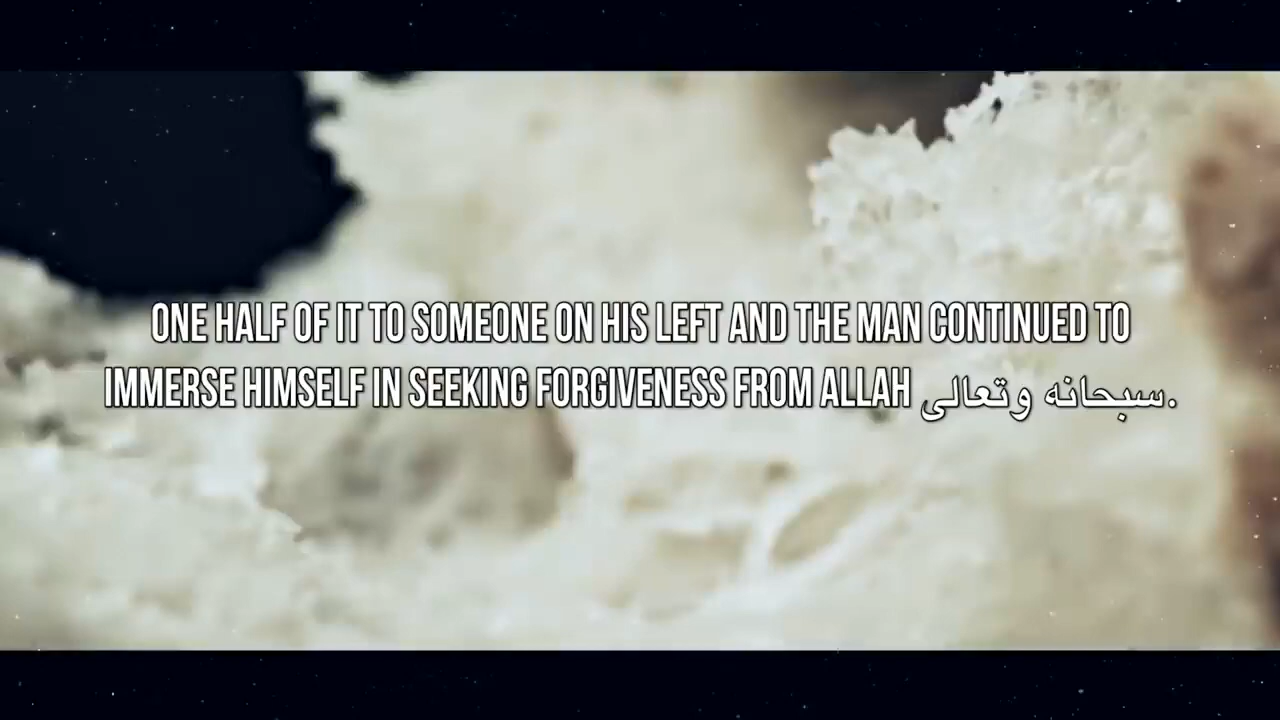 ONE HALF OF IT TO SOMEONE ON HIS LEFT AND THE MAN CONTINUED TO
IMMERSE HIMSELF IN SEEKING FORGIVENESS FROM ALLAH سبحانه وتعالى.